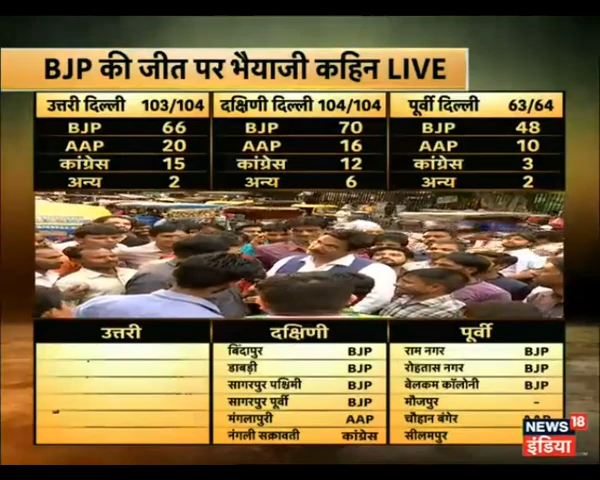 BJP की जीत पर भैयाजी कहिन LIVE
उत्तरी दिल्ली 103/104 दक्षिणी दिल्ली 104/104 पूर्वी दिल्ली 63/64
BJP 66 BJP 70 BJP 48
AAP 20 AAP 16 AAP 10
कांग्रेस 15 कांग्रेस 12 कांग्रेस 3
अन्य 2 अन्य 6 अन्य 2
उत्तरी दक्षिणी पूर्वी
बिंदापुर BJP राम नगर BJP
डाबड़ी BJP रोहतास नगर BJP
सागरपुर पश्चिमी BJP वेलकम कॉलोनी BJP
सागरपुर पूर्वी BJP मौजपुर -
मंगलापुरी AAP चौहान बंगेर
नंगली सक्रावती कांग्रेस सीलमपुर
NEWS 18
इंडिया